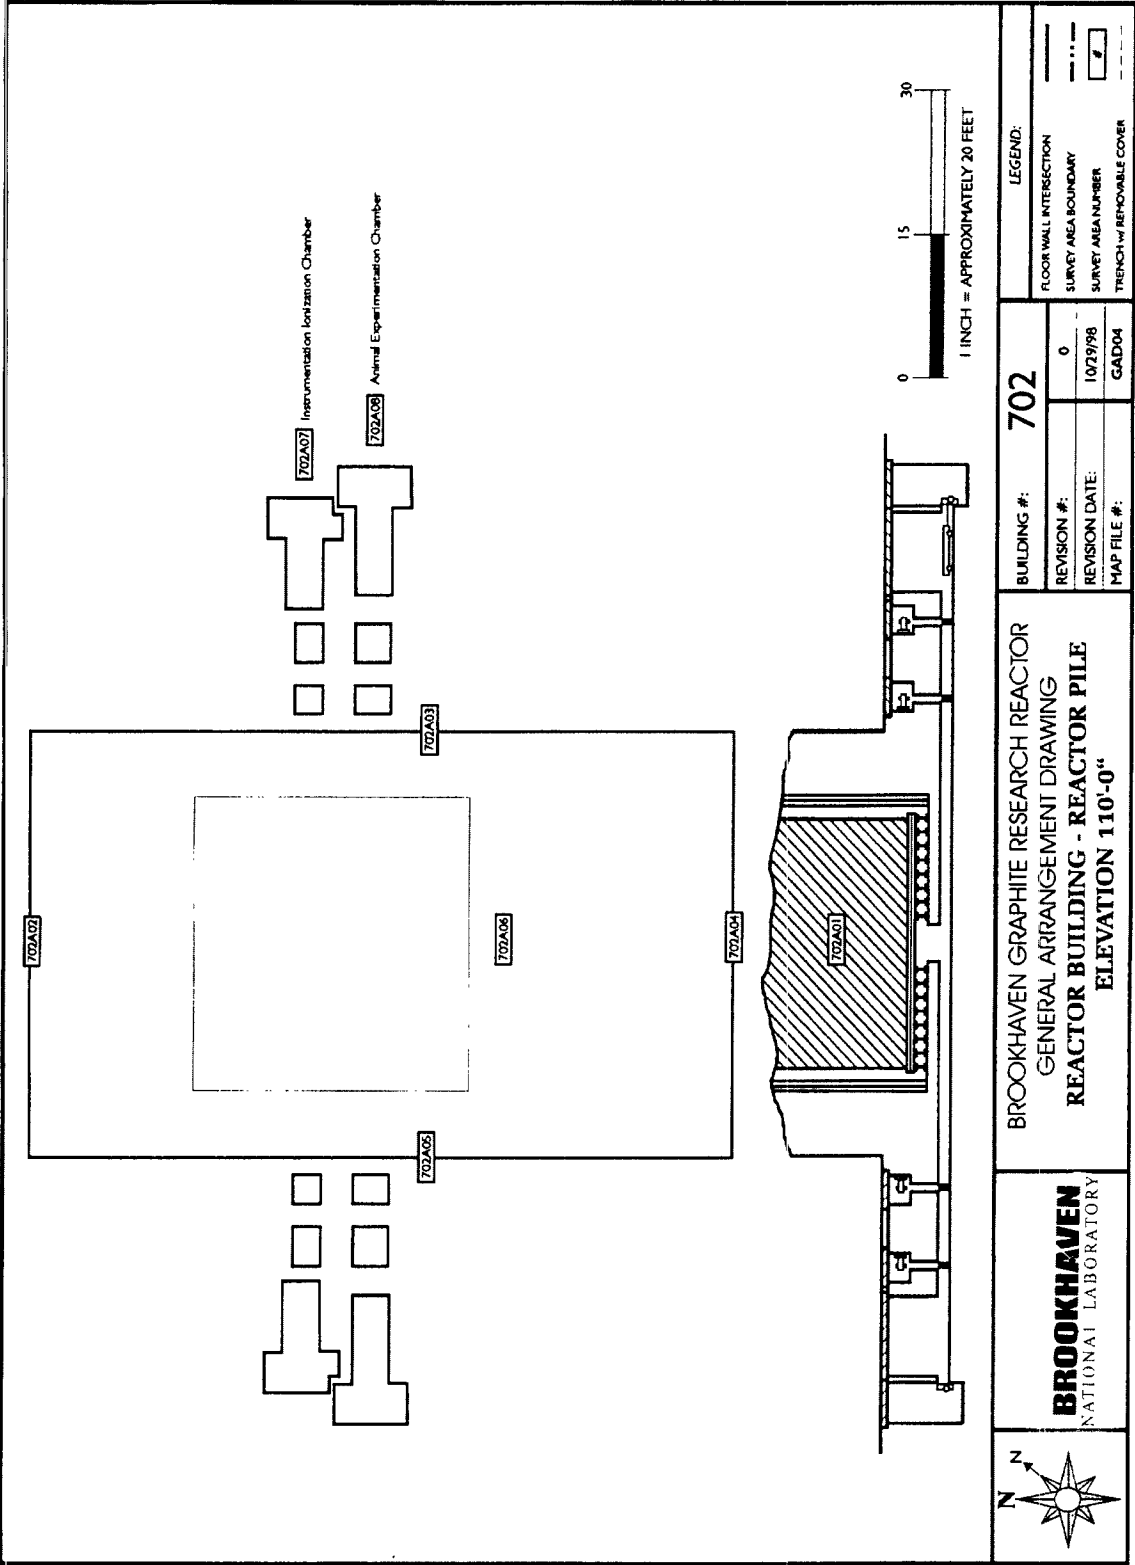 702A02
702A03
702A05
702A06
702A04
702A01
702A07 Instrumentation Ionization Chamber
702A08 Animal Experimentation Chamber
0 15 30
1 INCH = APPROXIMATELY 20 FEET
N
N
BROOKHAVEN
NATIONAL LABORATORY
BROOKHAVEN GRAPHITE RESEARCH REACTOR
GENERAL ARRANGEMENT DRAWING
REACTOR BUILDING - REACTOR PILE
ELEVATION 110'-0"
BUILDING #: 702
REVISION #: 0
REVISION DATE: 10/29/98
MAP FILE #: GAD04
LEGEND:
FLOOR WALL INTERSECTION
SURVEY AREA BOUNDARY
SURVEY AREA NUMBER #
TRENCH w/ REMOVABLE COVER